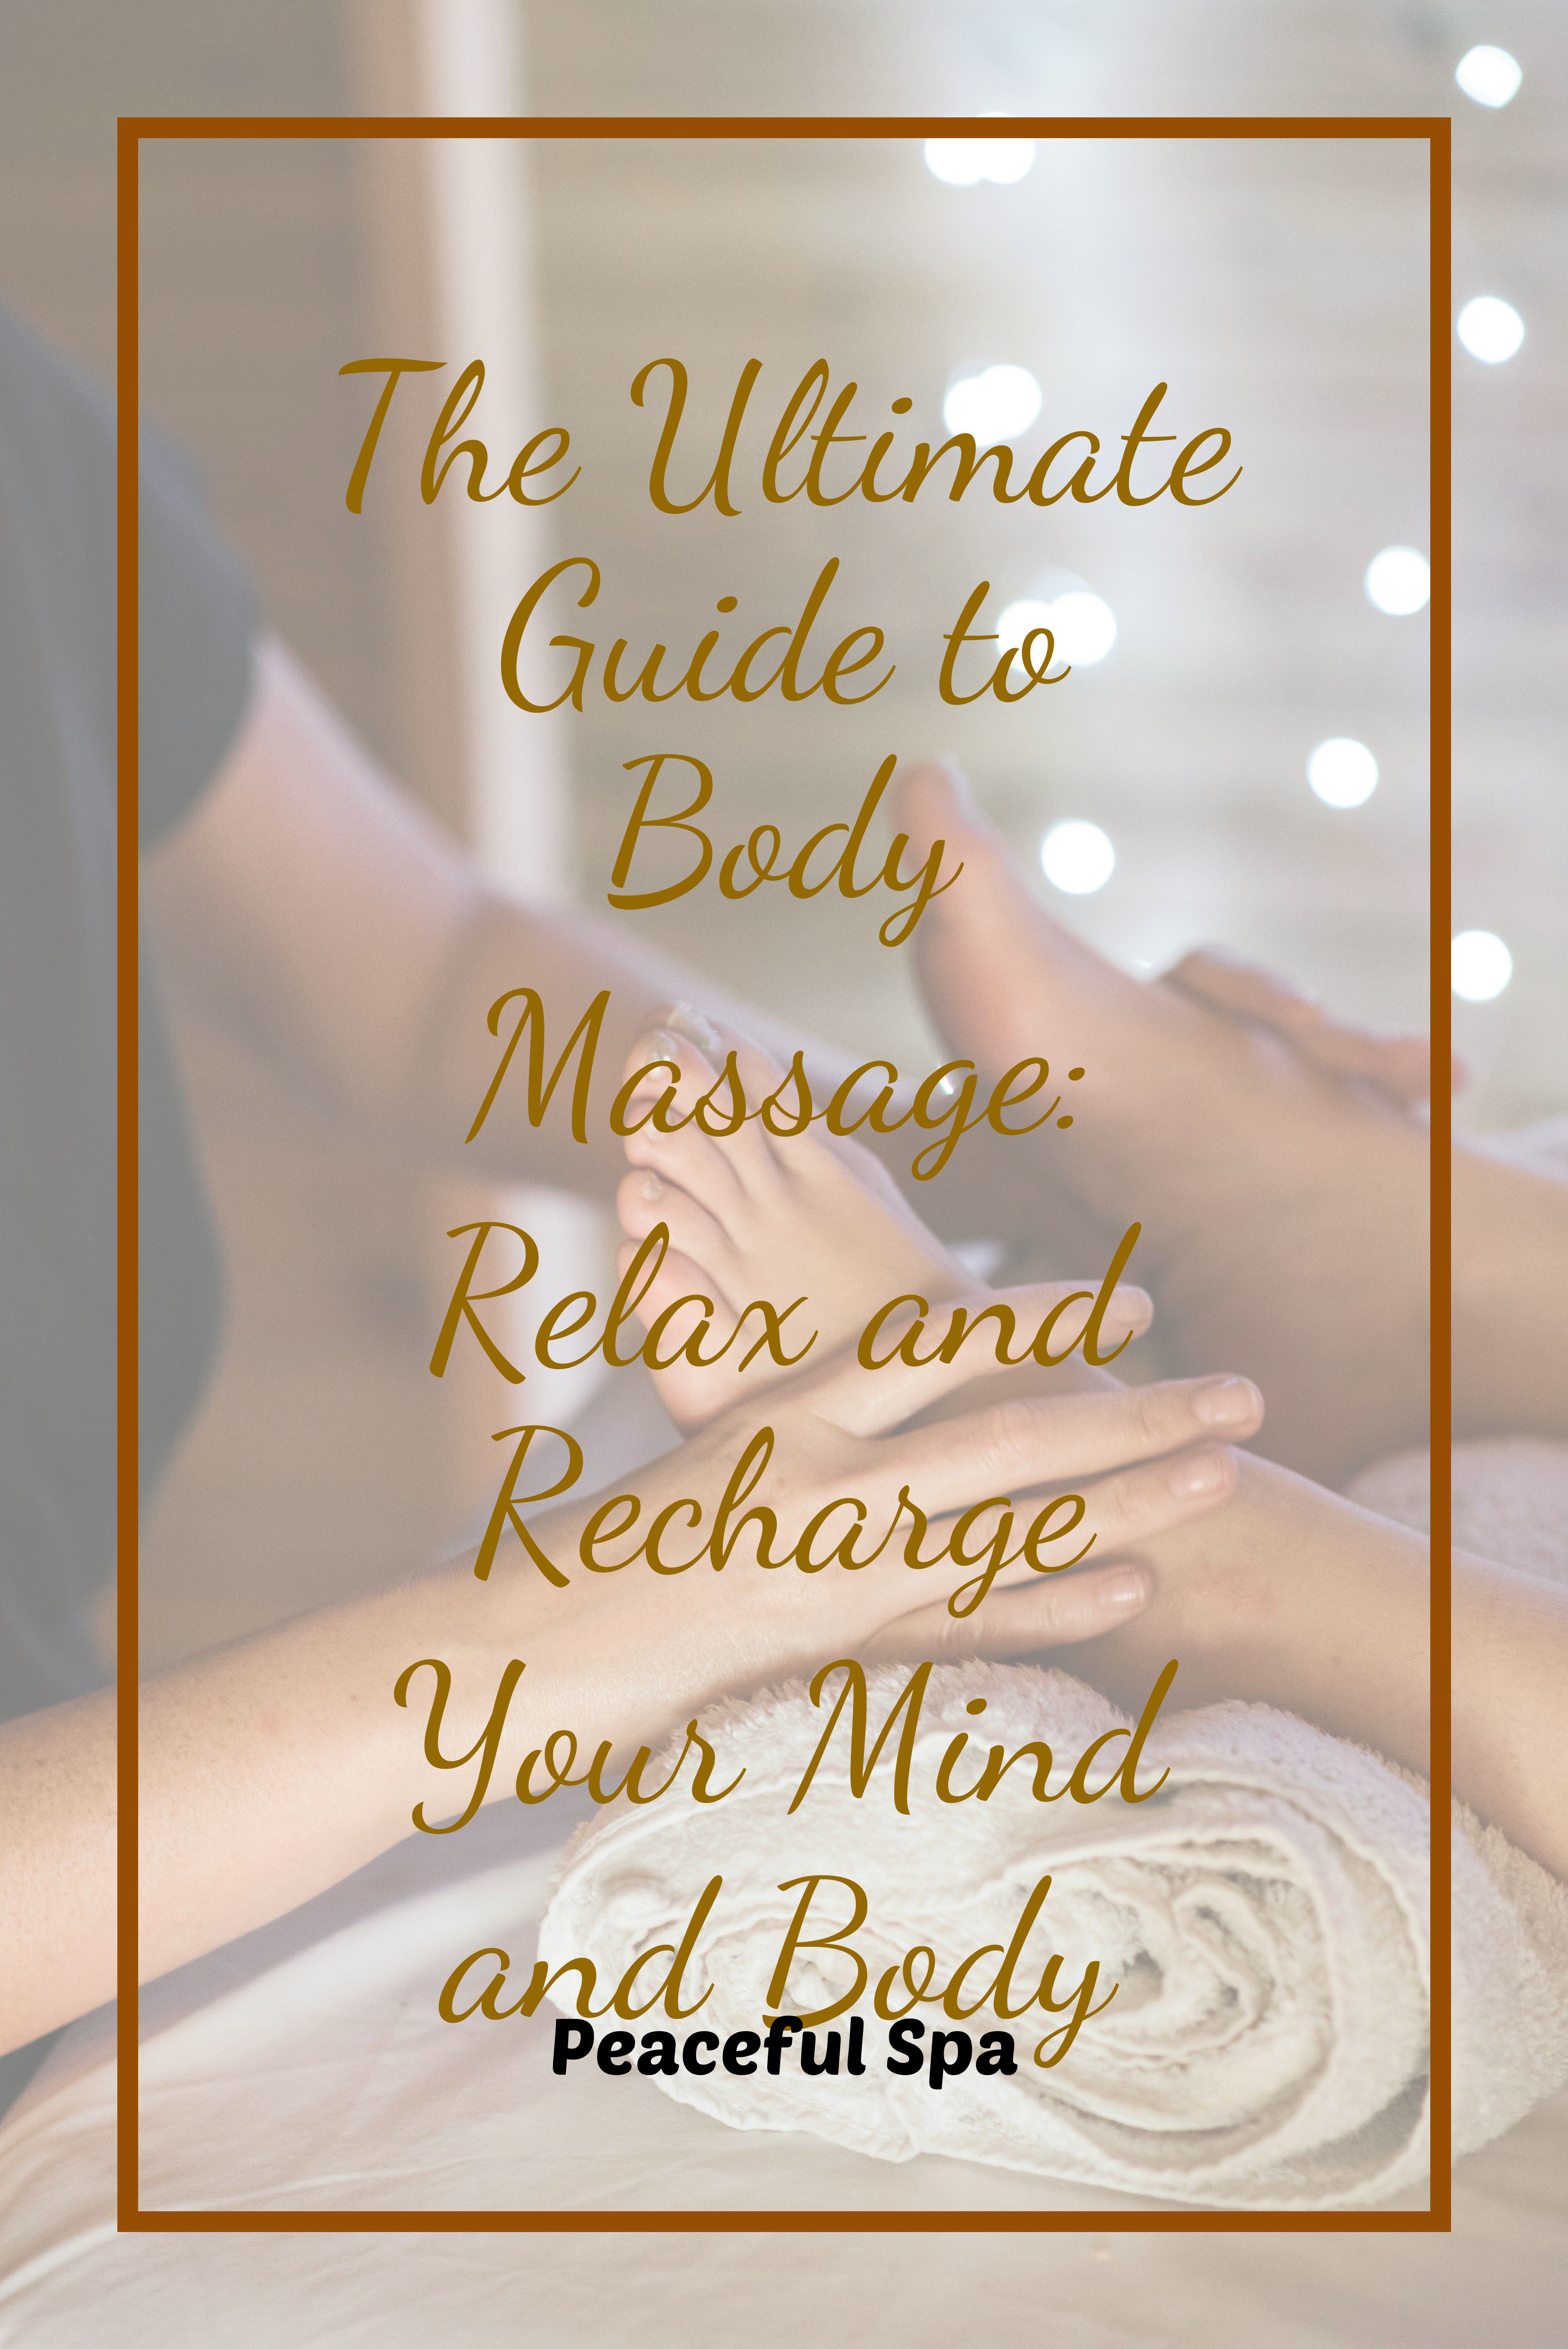 The Ultimate
Guide to
Body
Massage:
Relax and
Recharge
Your Mind
and Body
Peaceful Spa